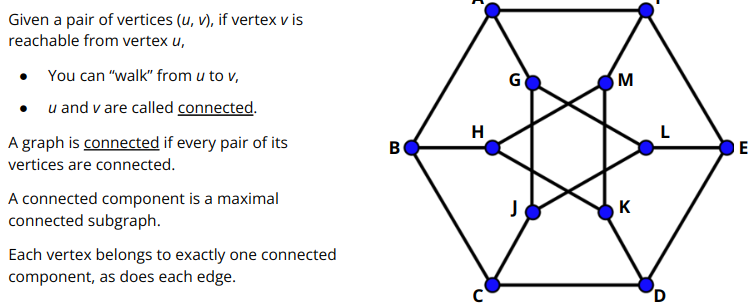 Given a pair of vertices (u, v), if vertex v is
reachable from vertex u,
● You can “walk” from u to v,
● u and v are called connected.
A graph is connected if every pair of its
vertices are connected.
A connected component is a maximal
connected subgraph.
Each vertex belongs to exactly one connected
component, as does each edge.
A
G
M
H
L
B
E
J
K
C
D